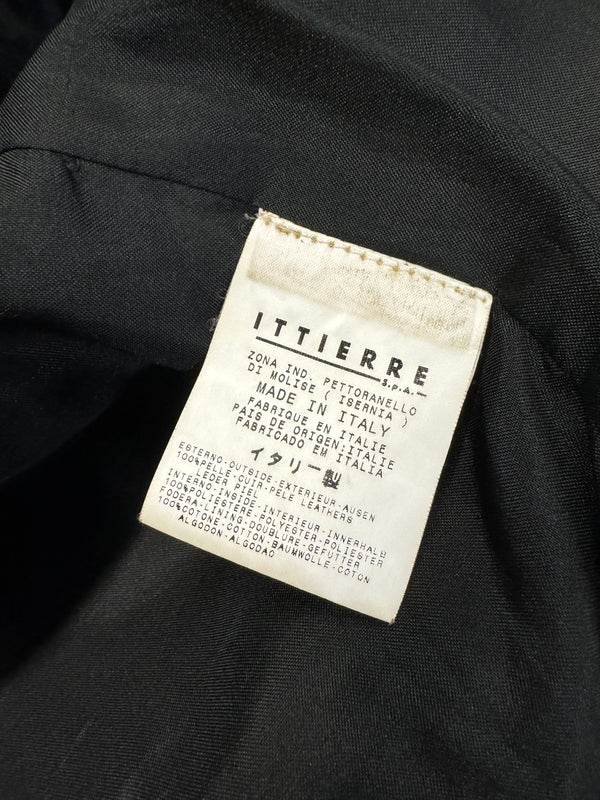 ITTIERRE
S.p.A.
ZONA IND. PETTORANELLO
DI MOLISE ( ISERNIA )
MADE IN ITALY
FABRIQUE EN ITALIE
PAIS DE ORIGEN:ITALIE
FABRICADO EM ITALIA
イタリー製
ESTERNO-OUTSIDE-EXTERIEUR-AUSEN
100%PELLE-CUIR-PELE LEATHERS
LEDER PIEL
INTERNO-INSIDE-INTERIEUR-INNERHALB
100%POLIESTERE-POLYESTER-POLIESTER
FODERA-LINING-DOUBLURE-GEFUTTER
100%COTONE-COTTON-BAUMWOLLE-COTON
ALGODON-COTTON-ALGODAO